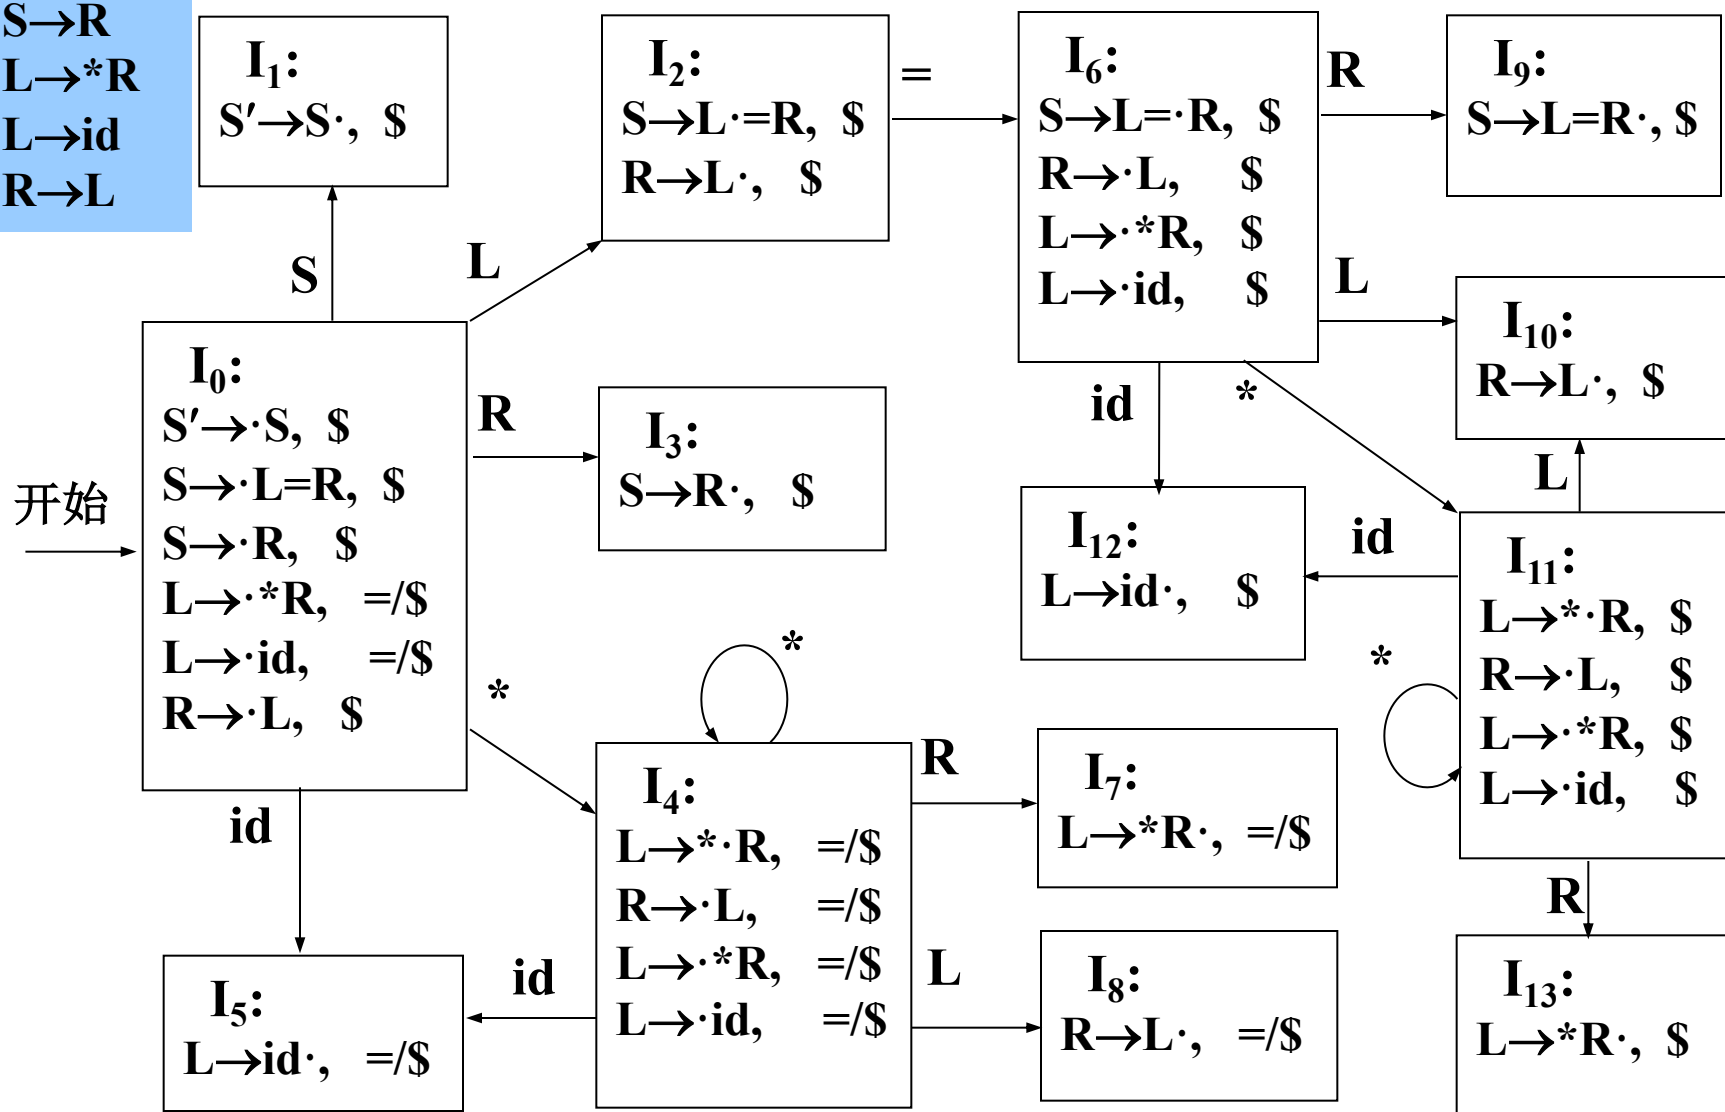 S→R
L→*R
L→id
R→L
I1:
S′→S·, $
I2:
S→L·=R, $
R→L·, $
=
I6:
S→L=·R, $
R→·L, $
L→·*R, $
L→·id, $
R
I9:
S→L=R·, $
S
L
L
I10:
R→L·, $
开始
I0:
S′→·S, $
S→·L=R, $
S→·R, $
L→·*R, =/$
L→·id, =/$
R→·L, $
R
I3:
S→R·, $
id
*
L
I12:
L→id·, $
id
I11:
L→*·R, $
R→·L, $
L→·*R, $
L→·id, $
*
*
*
id
I4:
L→*·R, =/$
R→·L, =/$
L→·*R, =/$
L→·id, =/$
R
I7:
L→*R·, =/$
R
id
I5:
L→id·, =/$
L
I8:
R→L·, =/$
I13:
L→*R·, $